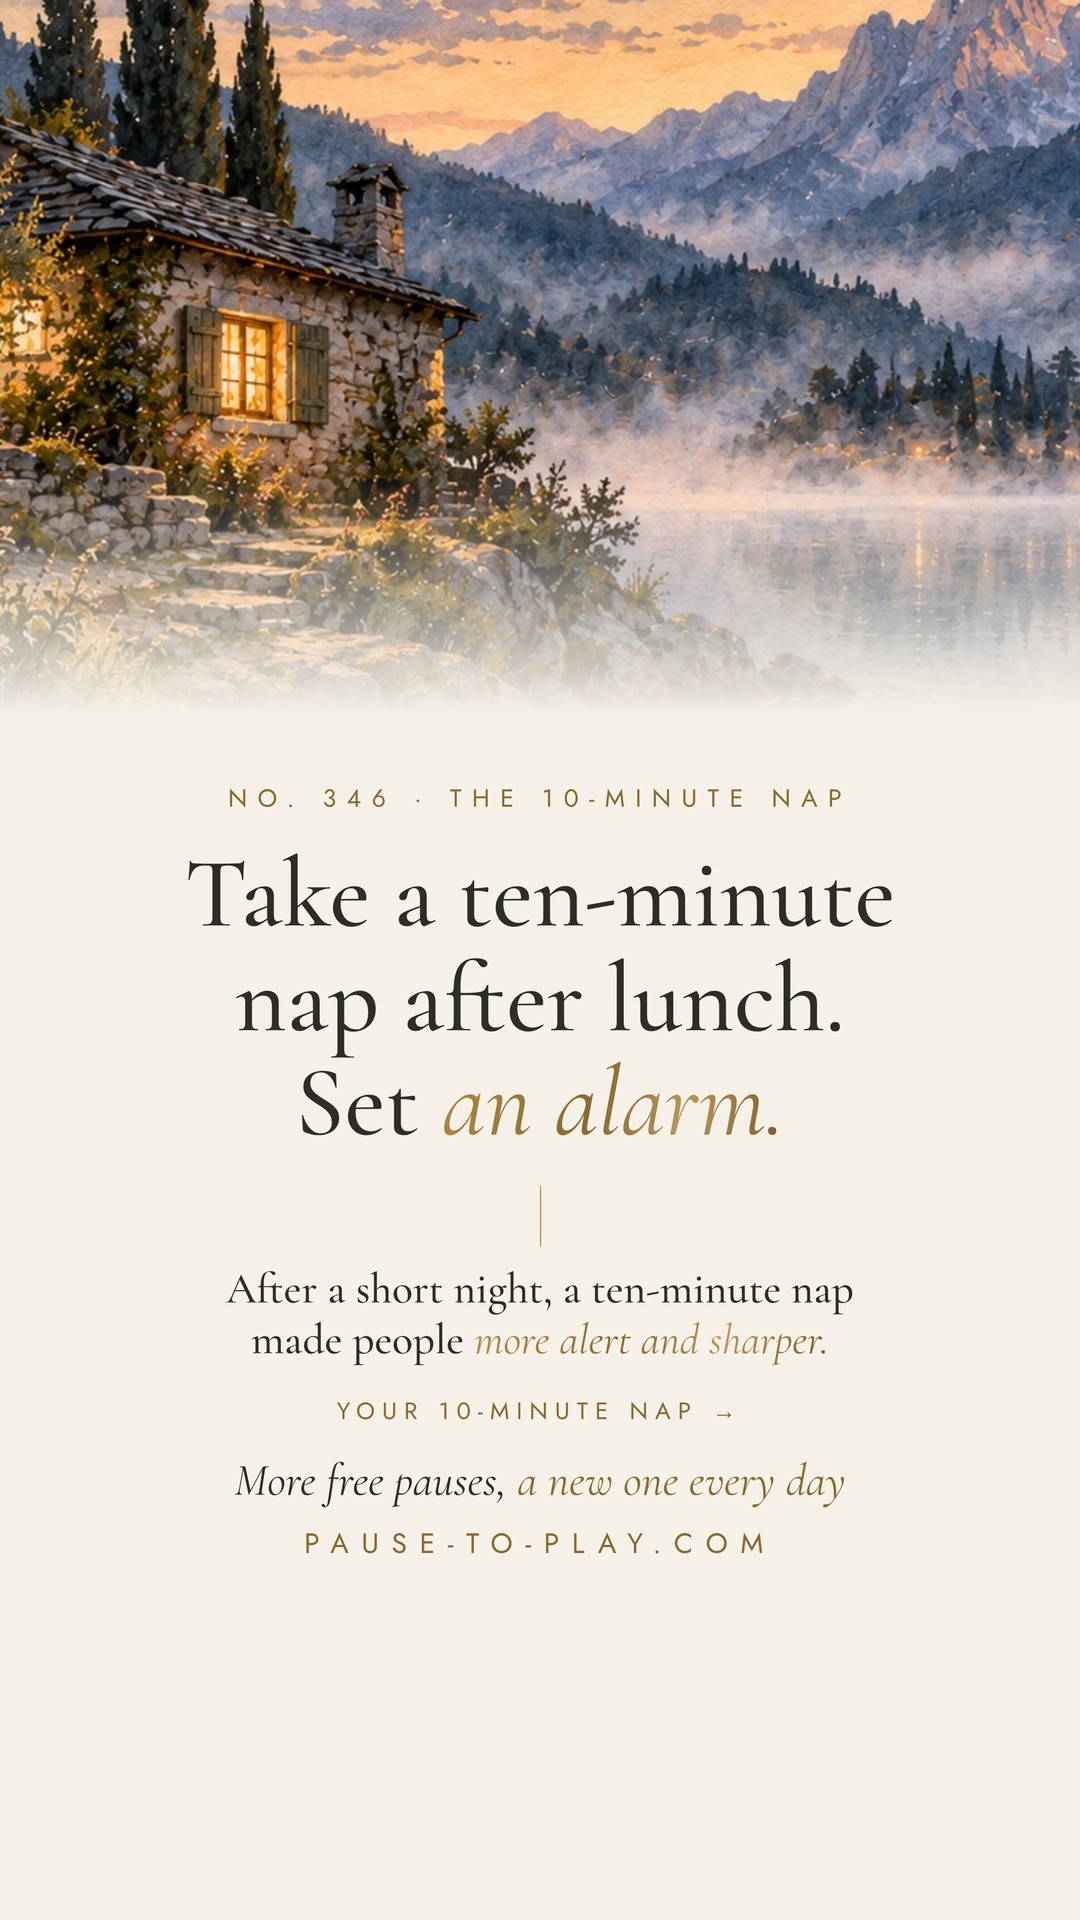 NO. 346 · THE 10-MINUTE NAP
Take a ten-minute
nap after lunch.
Set an alarm.
After a short night, a ten-minute nap
made people more alert and sharper.
YOUR 10-MINUTE NAP →
More free pauses, a new one every day
PAUSE-TO-PLAY.COM